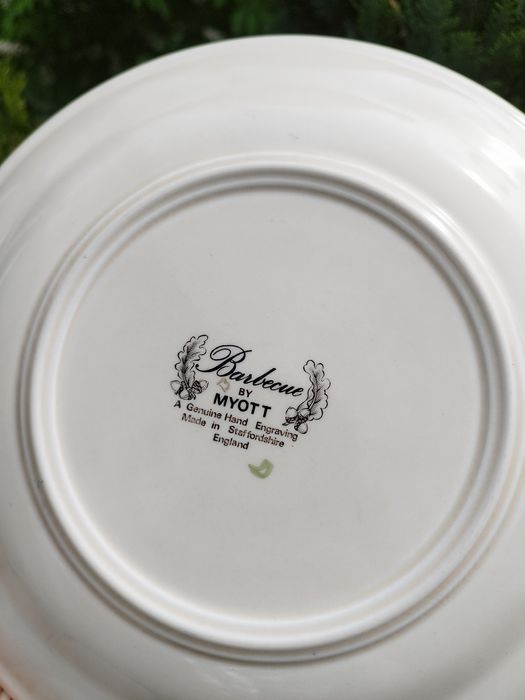 Barbecue
BY
MYOTT
A Genuine Hand Engraving
Made in Staffordshire
England